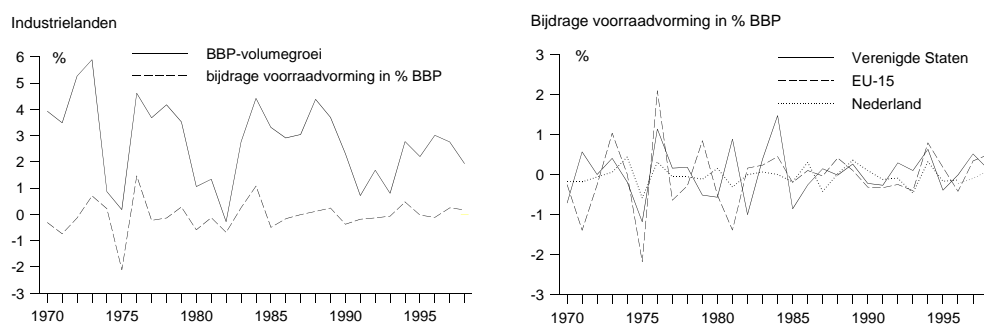 Industrielanden
6
%
BBP-volumegroei
5
bijdrage voorraadvorming in % BBP
4
3
2
1
0
-1
-2
-3
1970 1975 1980 1985 1990 1995
Bijdrage voorraadvorming in % BBP
3
%
Verenigde Staten
2
EU-15
Nederland
1
0
-1
-2
-3
1970 1975 1980 1985 1990 1995